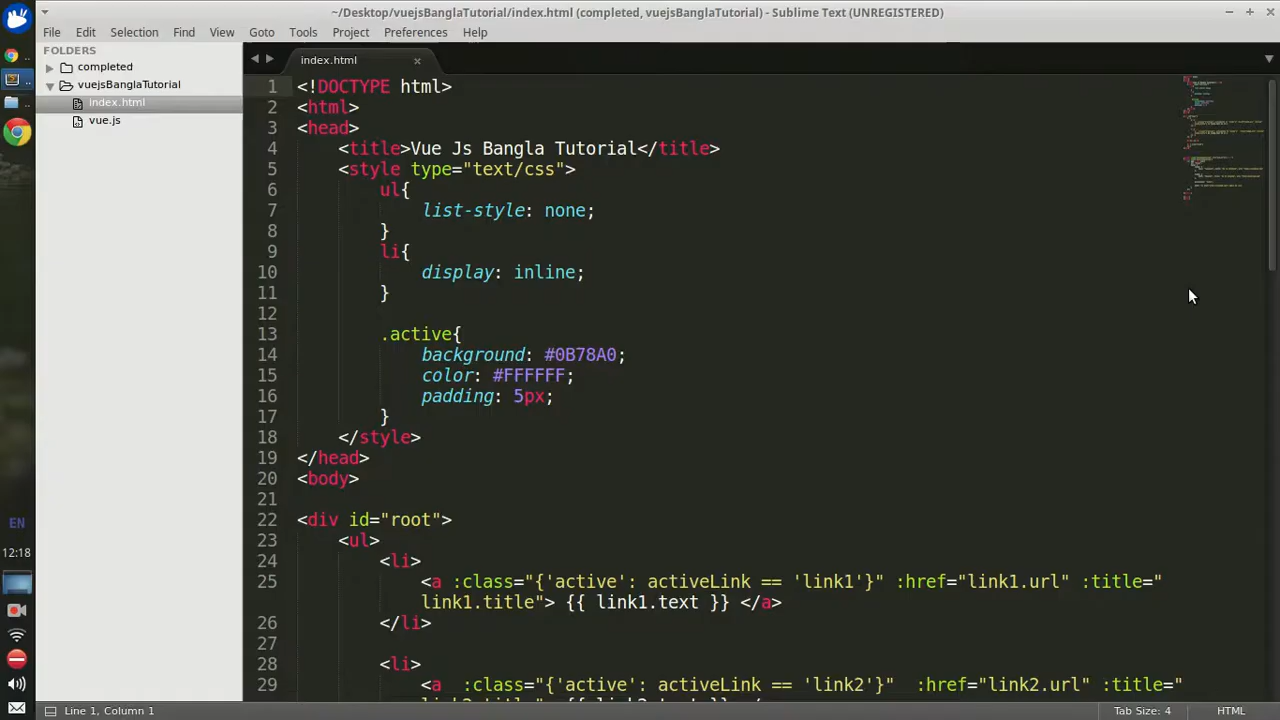 ~/Desktop/vuejsBanglaTutorial/index.html (completed, vuejsBanglaTutorial) - Sublime Text (UNREGISTERED)
File Edit Selection Find View Goto Tools Project Preferences Help
FOLDERS
completed
vuejsBanglaTutorial
index.html
vue.js
index.html
1 <!DOCTYPE html>
2 <html>
3 <head>
4 <title>Vue Js Bangla Tutorial</title>
5 <style type="text/css">
6 ul{
7 list-style: none;
8 }
9 li{
10 display: inline;
11 }
12
13 .active{
14 background: #0B78A0;
15 color: #FFFFFF;
16 padding: 5px;
17 }
18 </style>
19 </head>
20 <body>
21
22 <div id="root">
23 <ul>
24 <li>
25 <a :class="{'active': activeLink == 'link1'}" :href="link1.url" :title="
link1.title"> {{ link1.text }} </a>
26 </li>
27
28 <li>
29 <a  :class="{'active': activeLink == 'link2'}"  :href="link2.url" :title="
EN
12:18
Line 1, Column 1
Tab Size: 4
HTML